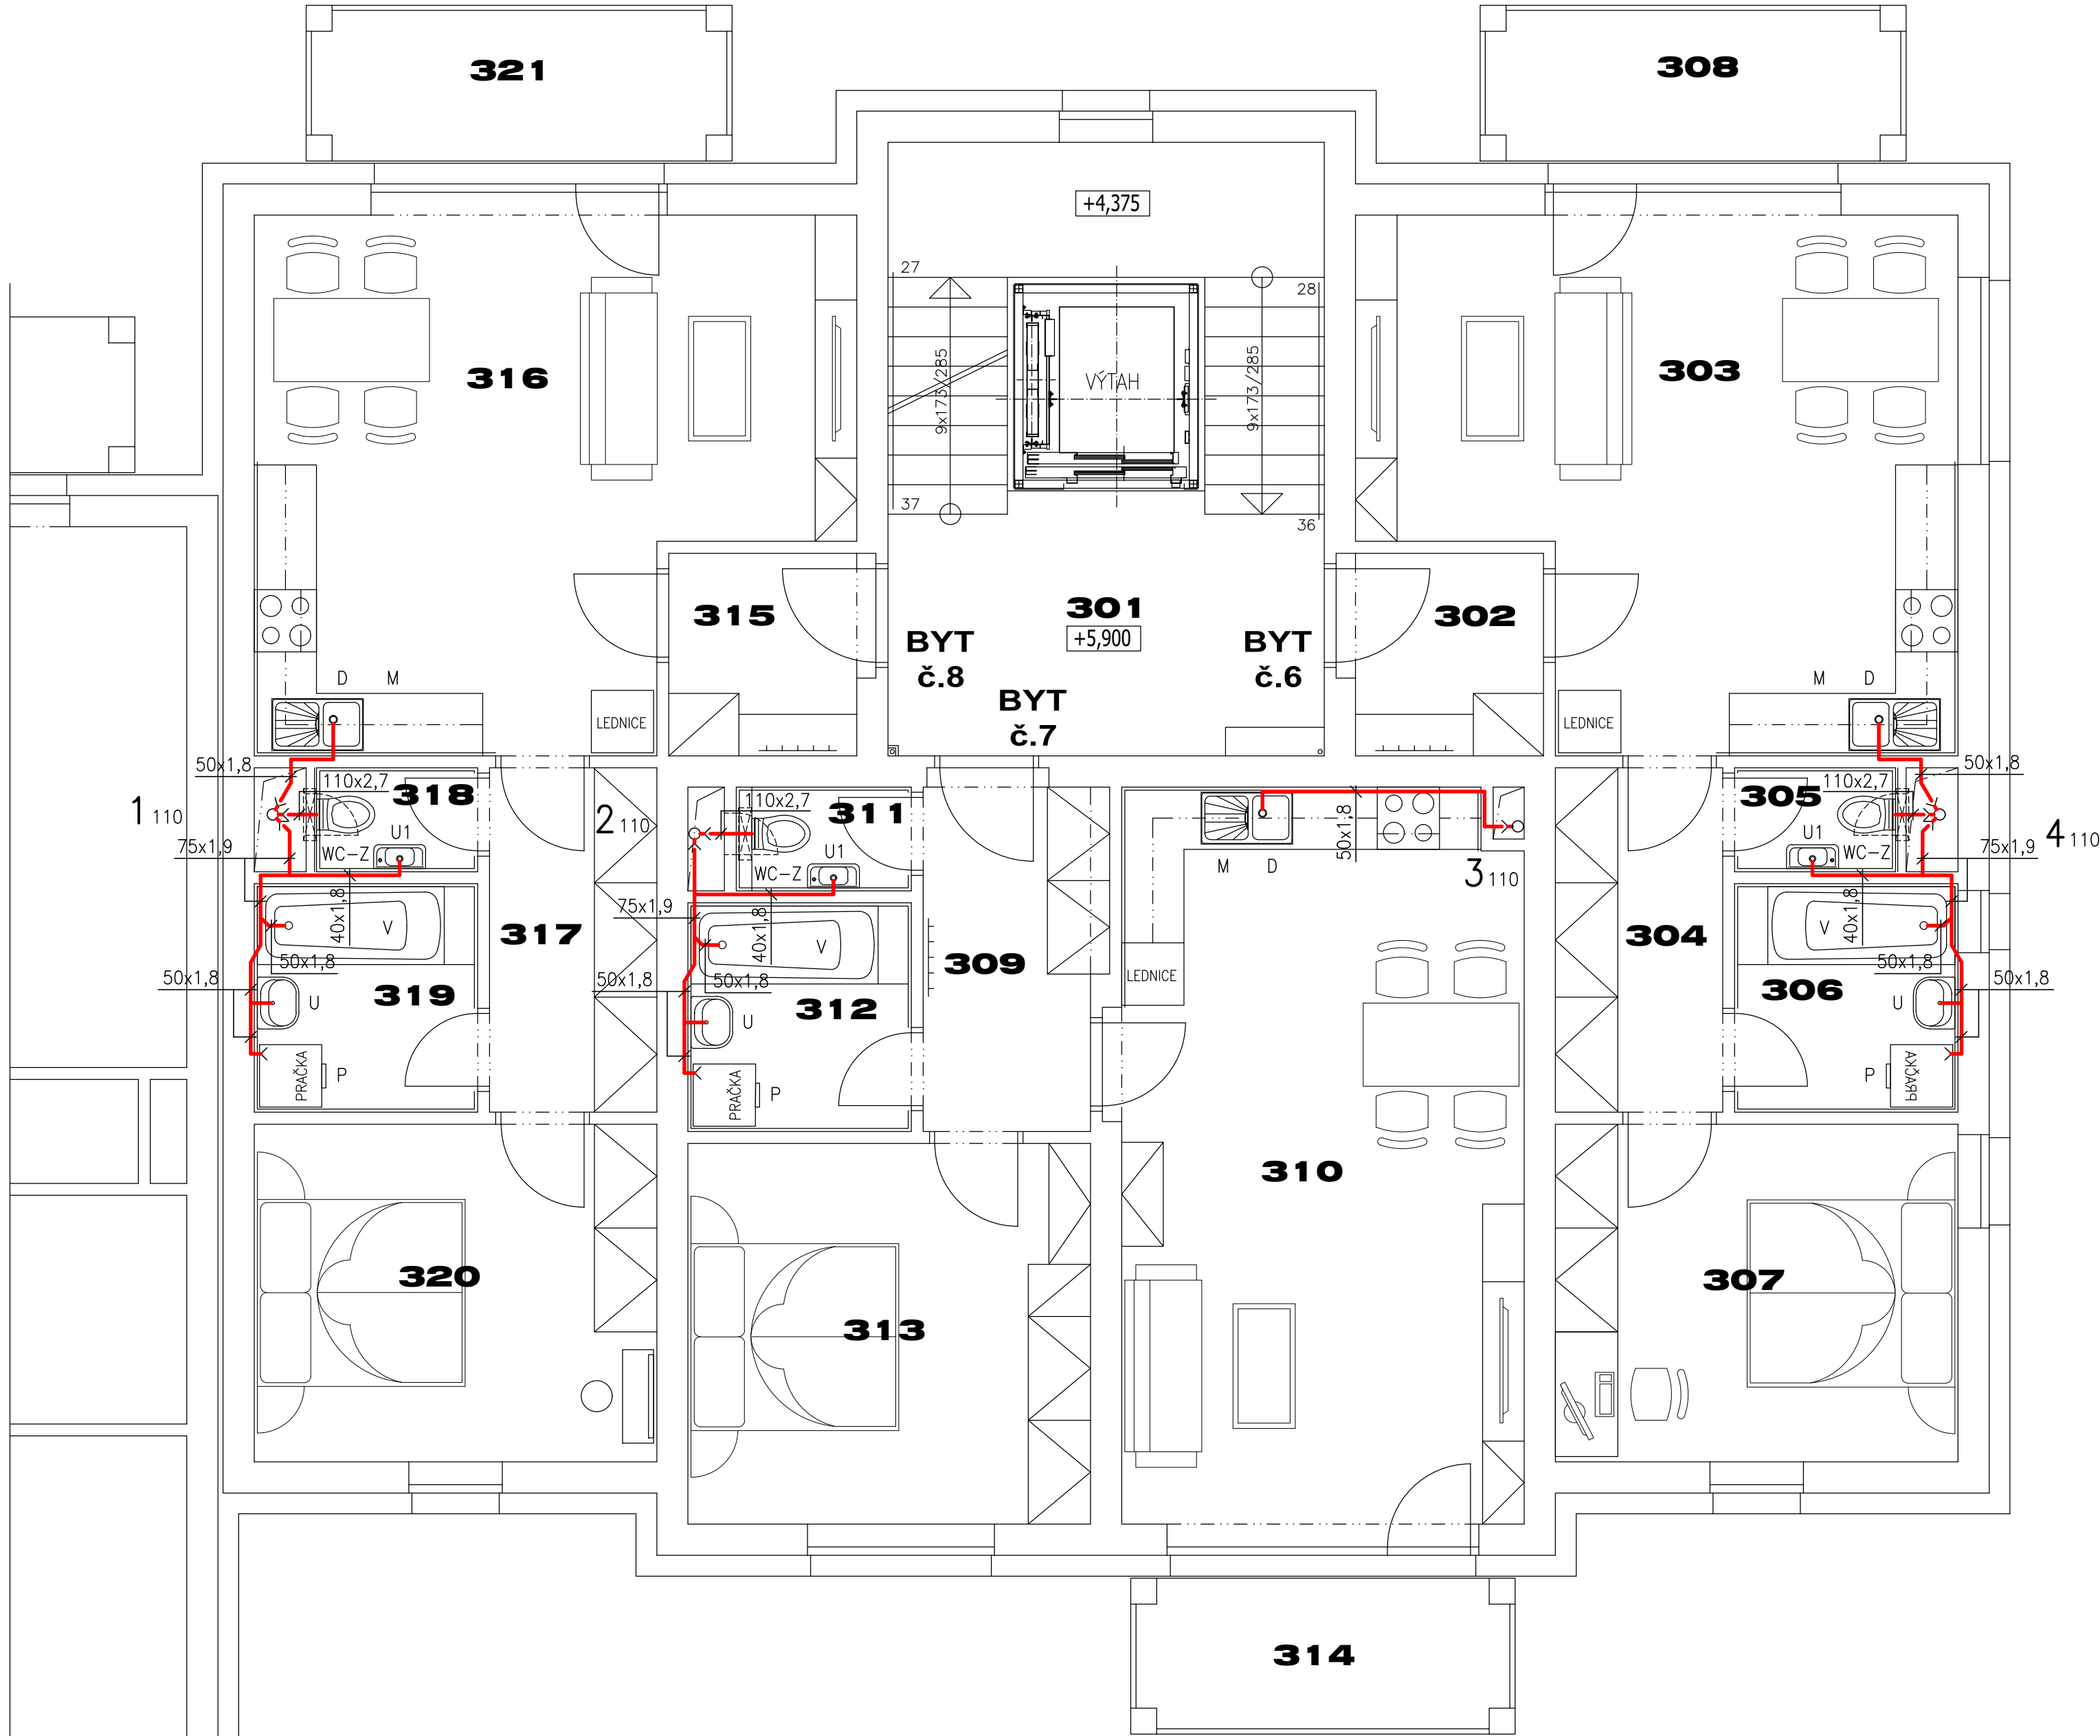 321
308
+4,375
27
28
9x173/285
9x173/285
VÝTAH
316
303
37
36
315
301
302
+5,900
BYT
č.8
BYT
č.6
BYT
č.7
D M
M D
LEDNICE
LEDNICE
50x1,8
50x1,8
1 110
110x2,7
318
2 110
110x2,7
311
50x1,8
110x2,7
305
4 110
75x1,9
U1
WC-Z
U1
WC-Z
M D
3 110
U1
WC-Z
75x1,9
40x1,8
V
317
75x1,9
40x1,8
V
309
LEDNICE
304
40x1,8
V
50x1,8
50x1,8
319
U
50x1,8
50x1,8
312
U
50x1,8
306
U
50x1,8
PRAČKA
P
PRAČKA
P
P
PRAČKA
310
320
313
307
314